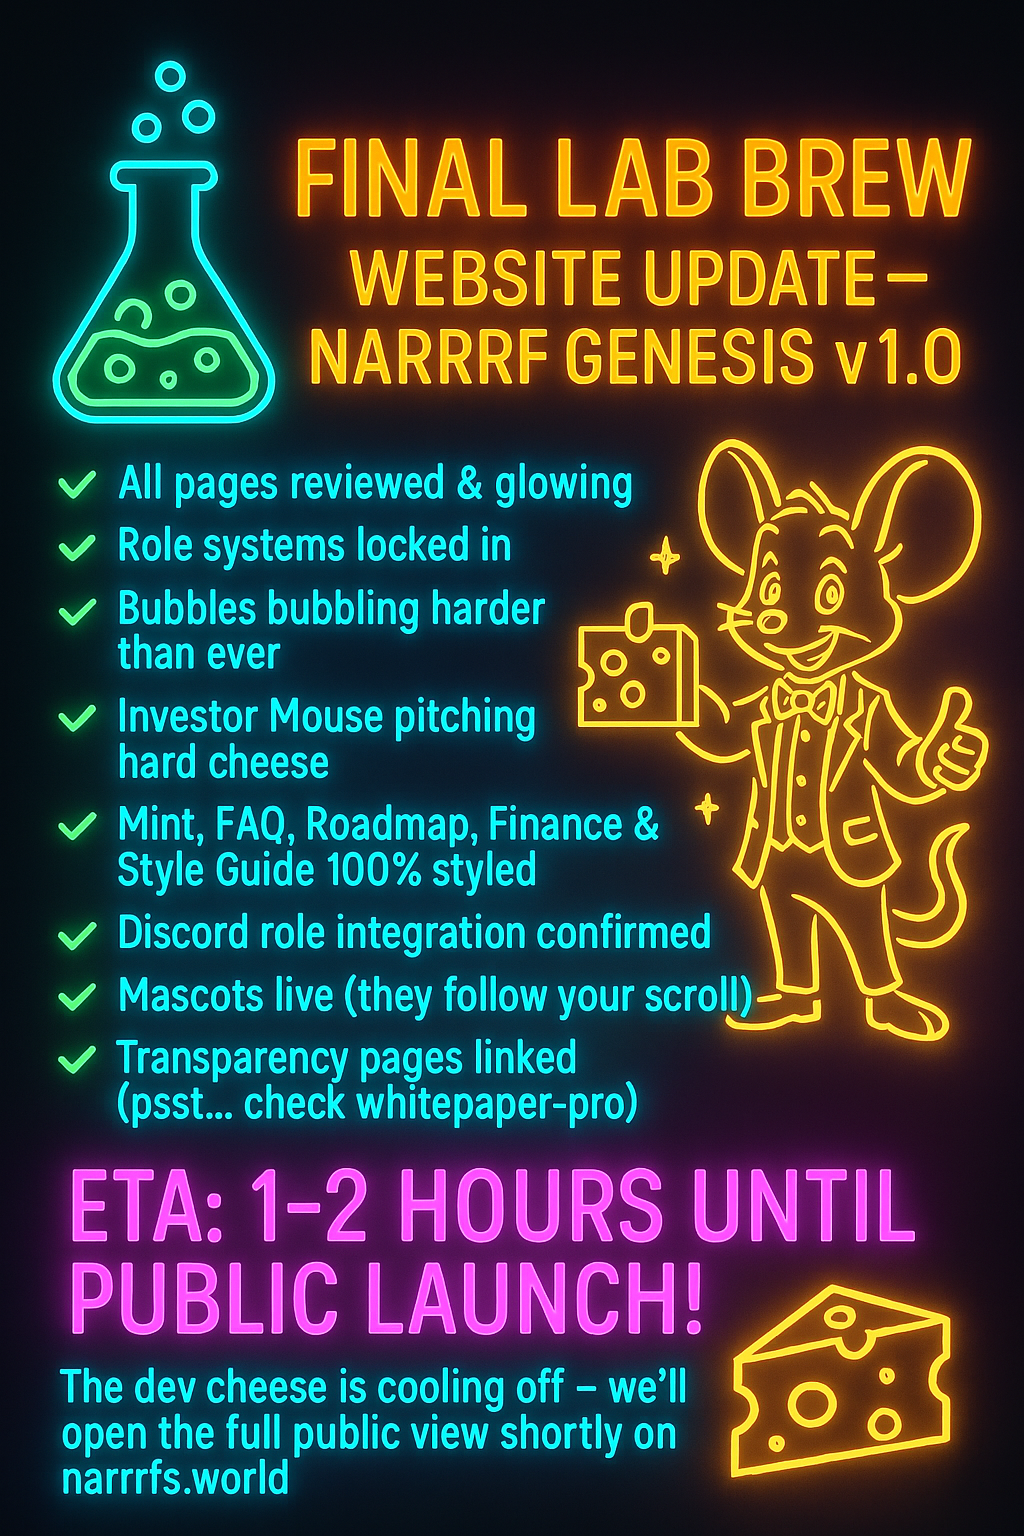 FINAL LAB BREW
WEBSITE UPDATE –
NARRRF GENESIS v1.0
✓ All pages reviewed & glowing
✓ Role systems locked in
✓ Bubbles bubbling harder
than ever
✓ Investor Mouse pitching
hard cheese
✓ Mint, FAQ, Roadmap, Finance &
Style Guide 100% styled
✓ Discord role integration confirmed
✓ Mascots live (they follow your scroll)
✓ Transparency pages linked
(psst... check whitepaper-pro)
ETA: 1–2 HOURS UNTIL
PUBLIC LAUNCH!
The dev cheese is cooling off – we'll
open the full public view shortly on
narrrfs.world